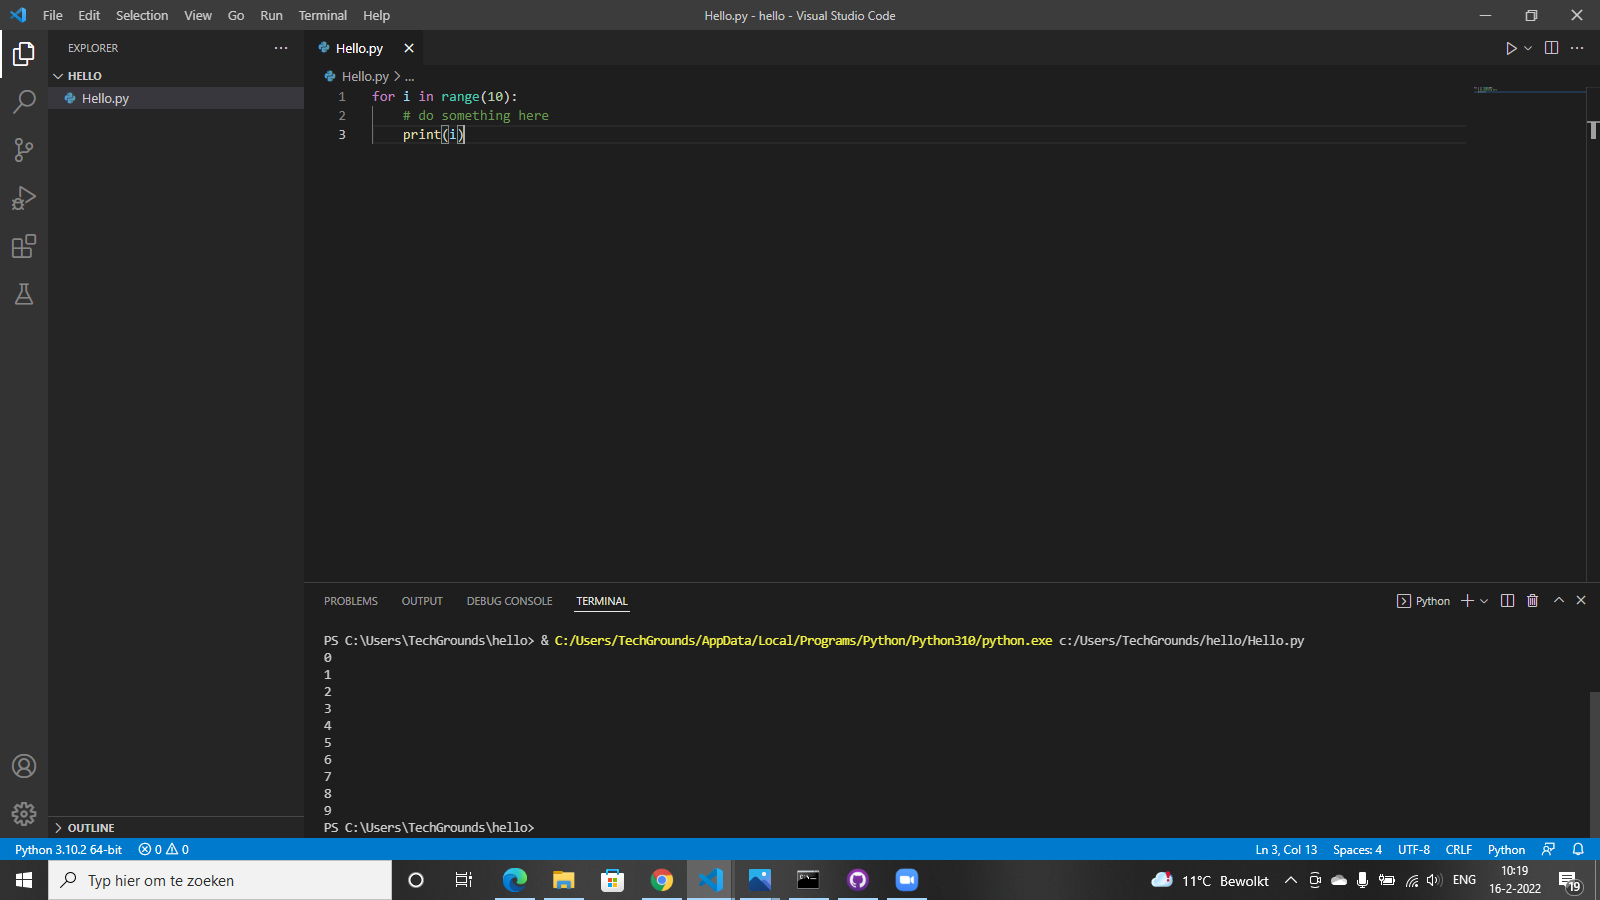 File Edit Selection View Go Run Terminal Help
Hello.py - hello - Visual Studio Code
EXPLORER
HELLO
Hello.py
OUTLINE
Hello.py
Hello.py > ...
1 for i in range(10):
2 # do something here
3 print(i)
PROBLEMS OUTPUT DEBUG CONSOLE TERMINAL
Python
PS C:\Users\TechGrounds\hello> & C:/Users/TechGrounds/AppData/Local/Programs/Python/Python310/python.exe c:/Users/TechGrounds/hello/Hello.py
0
1
2
3
4
5
6
7
8
9
PS C:\Users\TechGrounds\hello>
Python 3.10.2 64-bit 0 0
Ln 3, Col 13 Spaces: 4 UTF-8 CRLF Python
Typ hier om te zoeken
11°C Bewolkt
ENG
10:19
16-2-2022
19